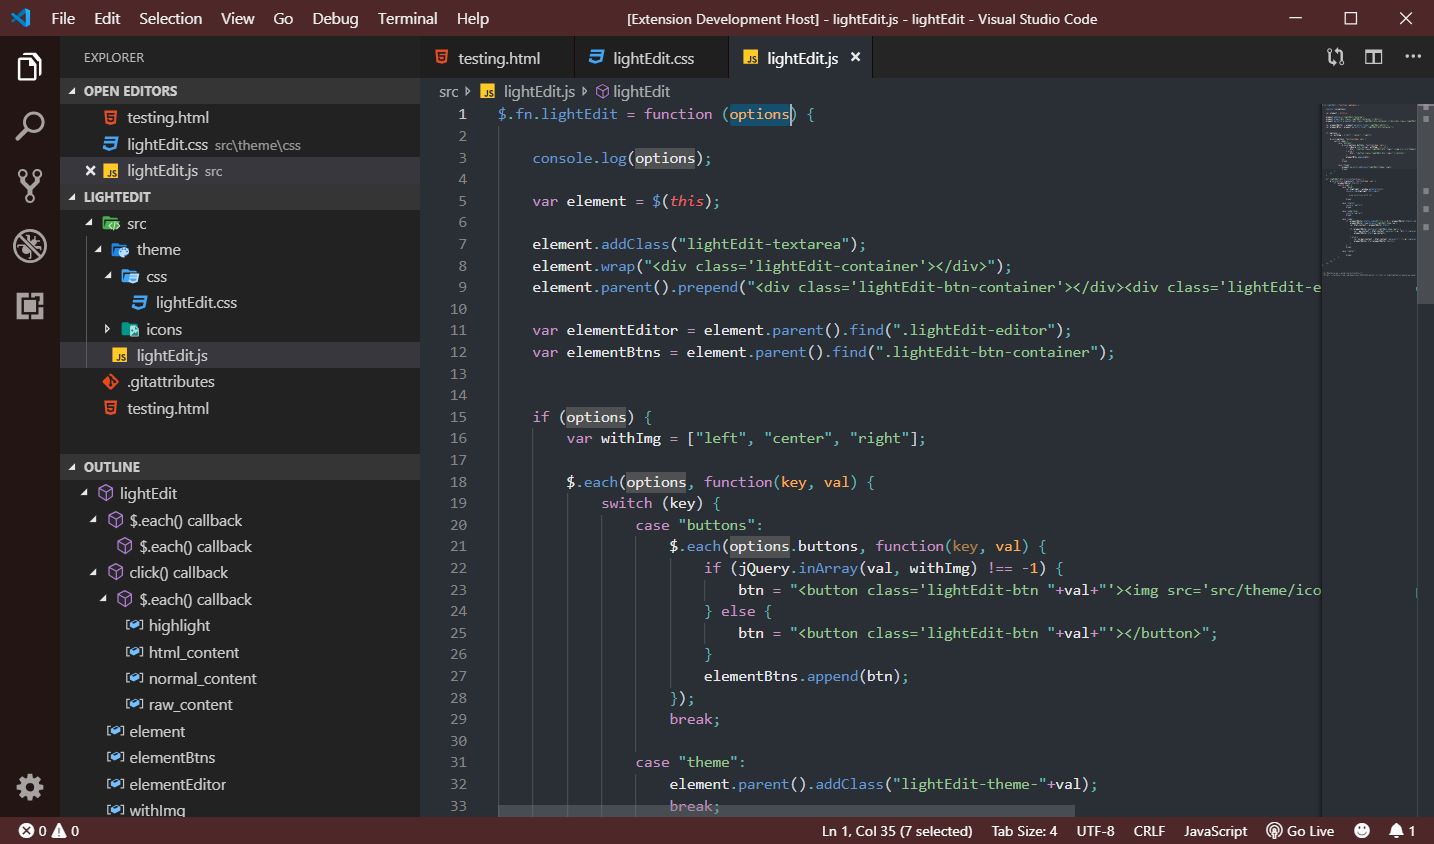 File Edit Selection View Go Debug Terminal Help [Extension Development Host] - lightEdit.js - lightEdit - Visual Studio Code
EXPLORER
OPEN EDITORS
testing.html
lightEdit.css src\theme\css
lightEdit.js src
LIGHTEDIT
src
theme
css
lightEdit.css
icons
lightEdit.js
.gitattributes
testing.html
OUTLINE
lightEdit
$.each() callback
$.each() callback
click() callback
$.each() callback
highlight
html_content
normal_content
raw_content
element
elementBtns
elementEditor
withImg
testing.html lightEdit.css lightEdit.js
src lightEdit.js lightEdit
1 $.fn.lightEdit = function (options) {
2
3 console.log(options);
4
5 var element = $(this);
6
7 element.addClass("lightEdit-textarea");
8 element.wrap("<div class='lightEdit-container'></div>");
9 element.parent().prepend("<div class='lightEdit-btn-container'></div><div class='lightEdit-e
10
11 var elementEditor = element.parent().find(".lightEdit-editor");
12 var elementBtns = element.parent().find(".lightEdit-btn-container");
13
14
15 if (options) {
16 var withImg = ["left", "center", "right"];
17
18 $.each(options, function(key, val) {
19 switch (key) {
20 case "buttons":
21 $.each(options.buttons, function(key, val) {
22 if (jQuery.inArray(val, withImg) !== -1) {
23 btn = "<button class='lightEdit-btn "+val+"'><img src='src/theme/ico
24 } else {
25 btn = "<button class='lightEdit-btn "+val+"'></button>";
26 }
27 elementBtns.append(btn);
28 });
29 break;
30
31 case "theme":
32 element.parent().addClass("lightEdit-theme-"+val);
33 break;
0 0 Ln 1, Col 35 (7 selected) Tab Size: 4 UTF-8 CRLF JavaScript Go Live 1